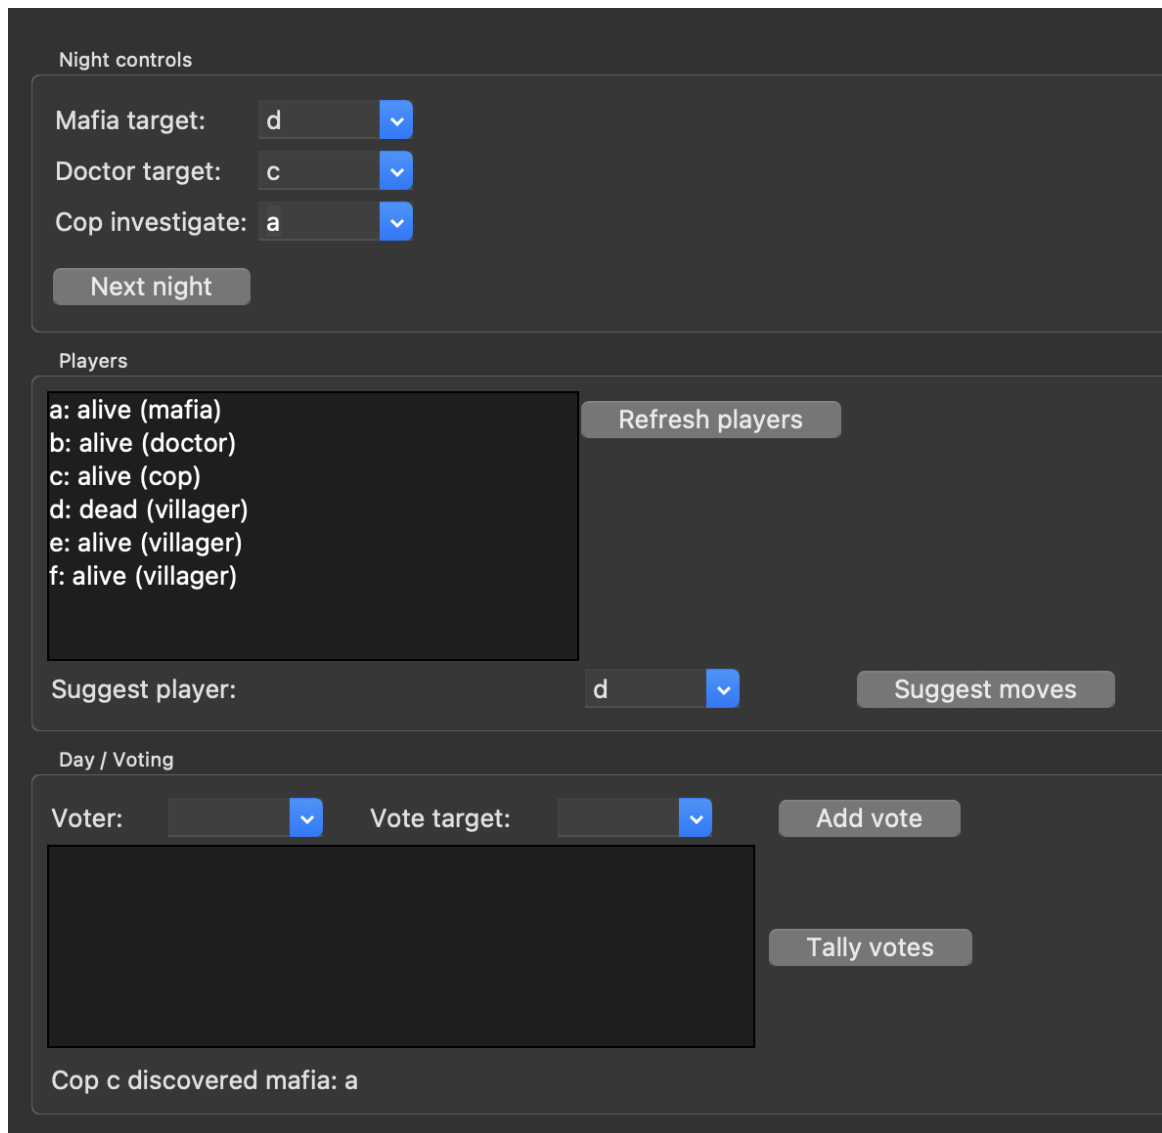 Night controls
Mafia target: d
Doctor target: c
Cop investigate: a
Next night
Players
a: alive (mafia)
b: alive (doctor)
c: alive (cop)
d: dead (villager)
e: alive (villager)
f: alive (villager)
Refresh players
Suggest player: d Suggest moves
Day / Voting
Voter: Vote target: Add vote
Tally votes
Cop c discovered mafia: a